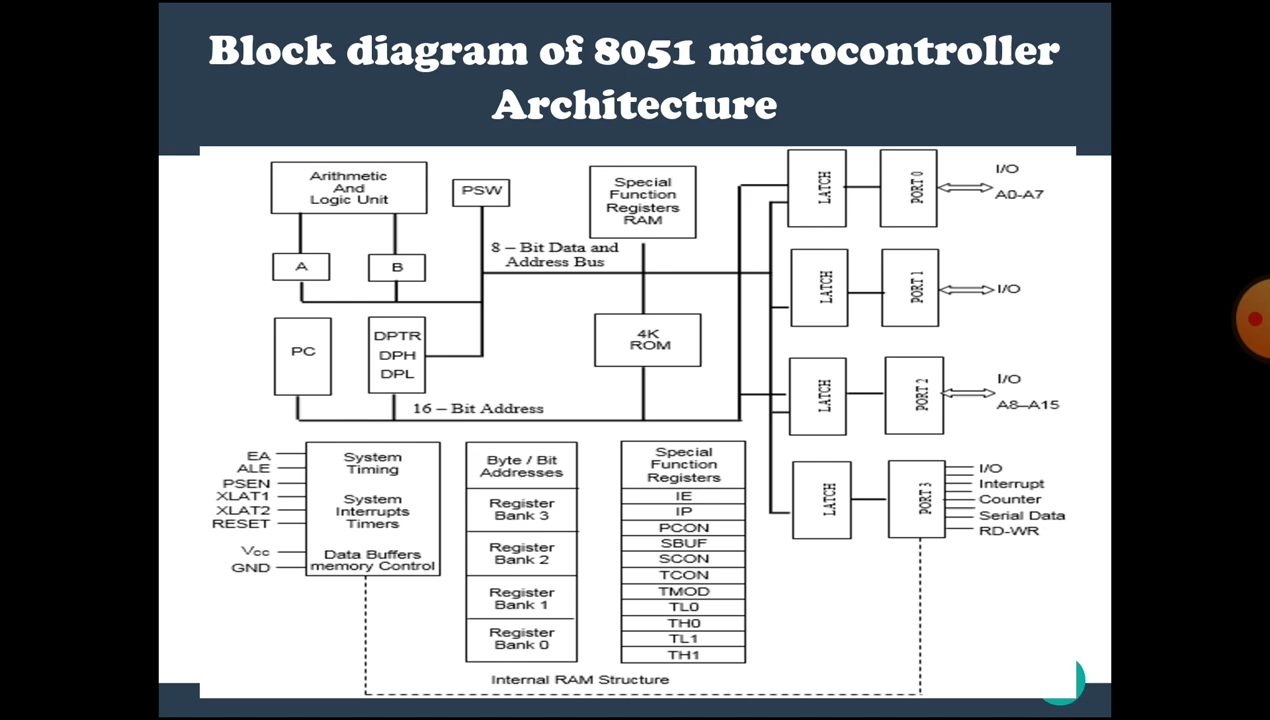 Block diagram of 8051 microcontroller
Architecture
Arithmetic
And
Logic Unit
PSW
Special
Function
Registers
RAM
LATCH
PORT 0
I/O
A0-A7
8 – Bit Data and
Address Bus
A
B
LATCH
PORT 1
I/O
PC
DPTR
DPH
DPL
4K
ROM
LATCH
PORT 2
I/O
A8–A15
16 – Bit Address
EA
ALE
PSEN
XLAT1
XLAT2
RESET
Vcc
GND
System
Timing
System
Interrupts
Timers
Data Buffers
memory Control
Byte / Bit
Addresses
Register
Bank 3
Register
Bank 2
Register
Bank 1
Register
Bank 0
Special
Function
Registers
IE
IP
PCON
SBUF
SCON
TCON
TMOD
TL0
TH0
TL1
TH1
LATCH
PORT 3
I/O
Interrupt
Counter
Serial Data
RD-WR
Internal RAM Structure